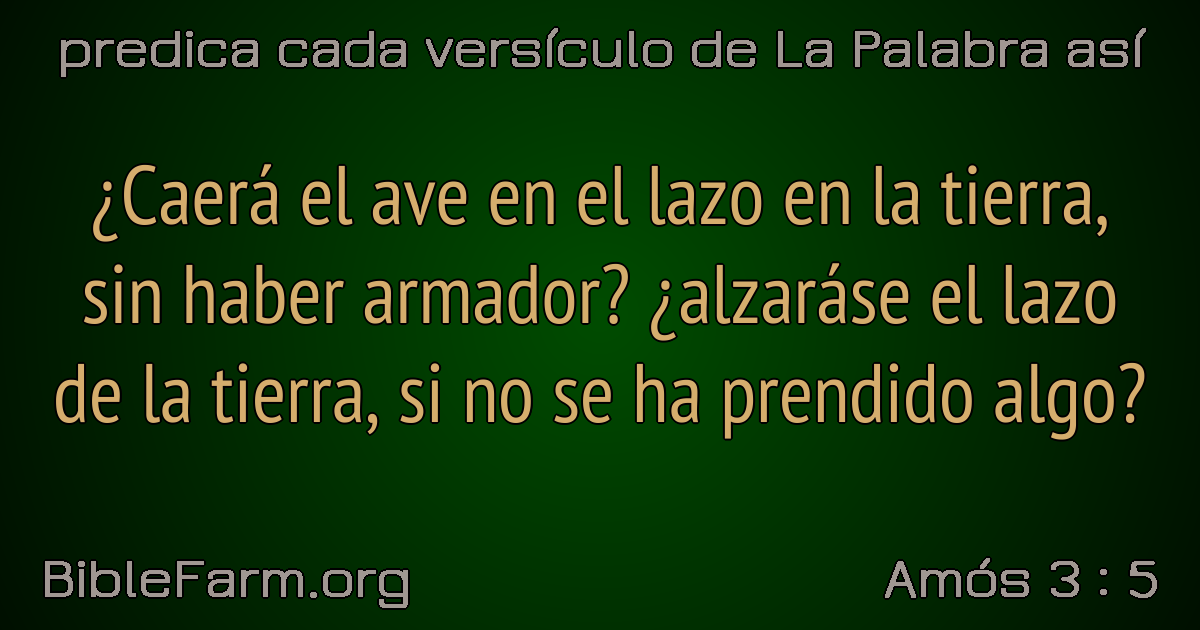 predica cada versículo de La Palabra así
¿Caerá el ave en el lazo en la tierra,
sin haber armador? ¿alzaráse el lazo
de la tierra, si no se ha prendido algo?
BibleFarm.org
Amós 3 : 5